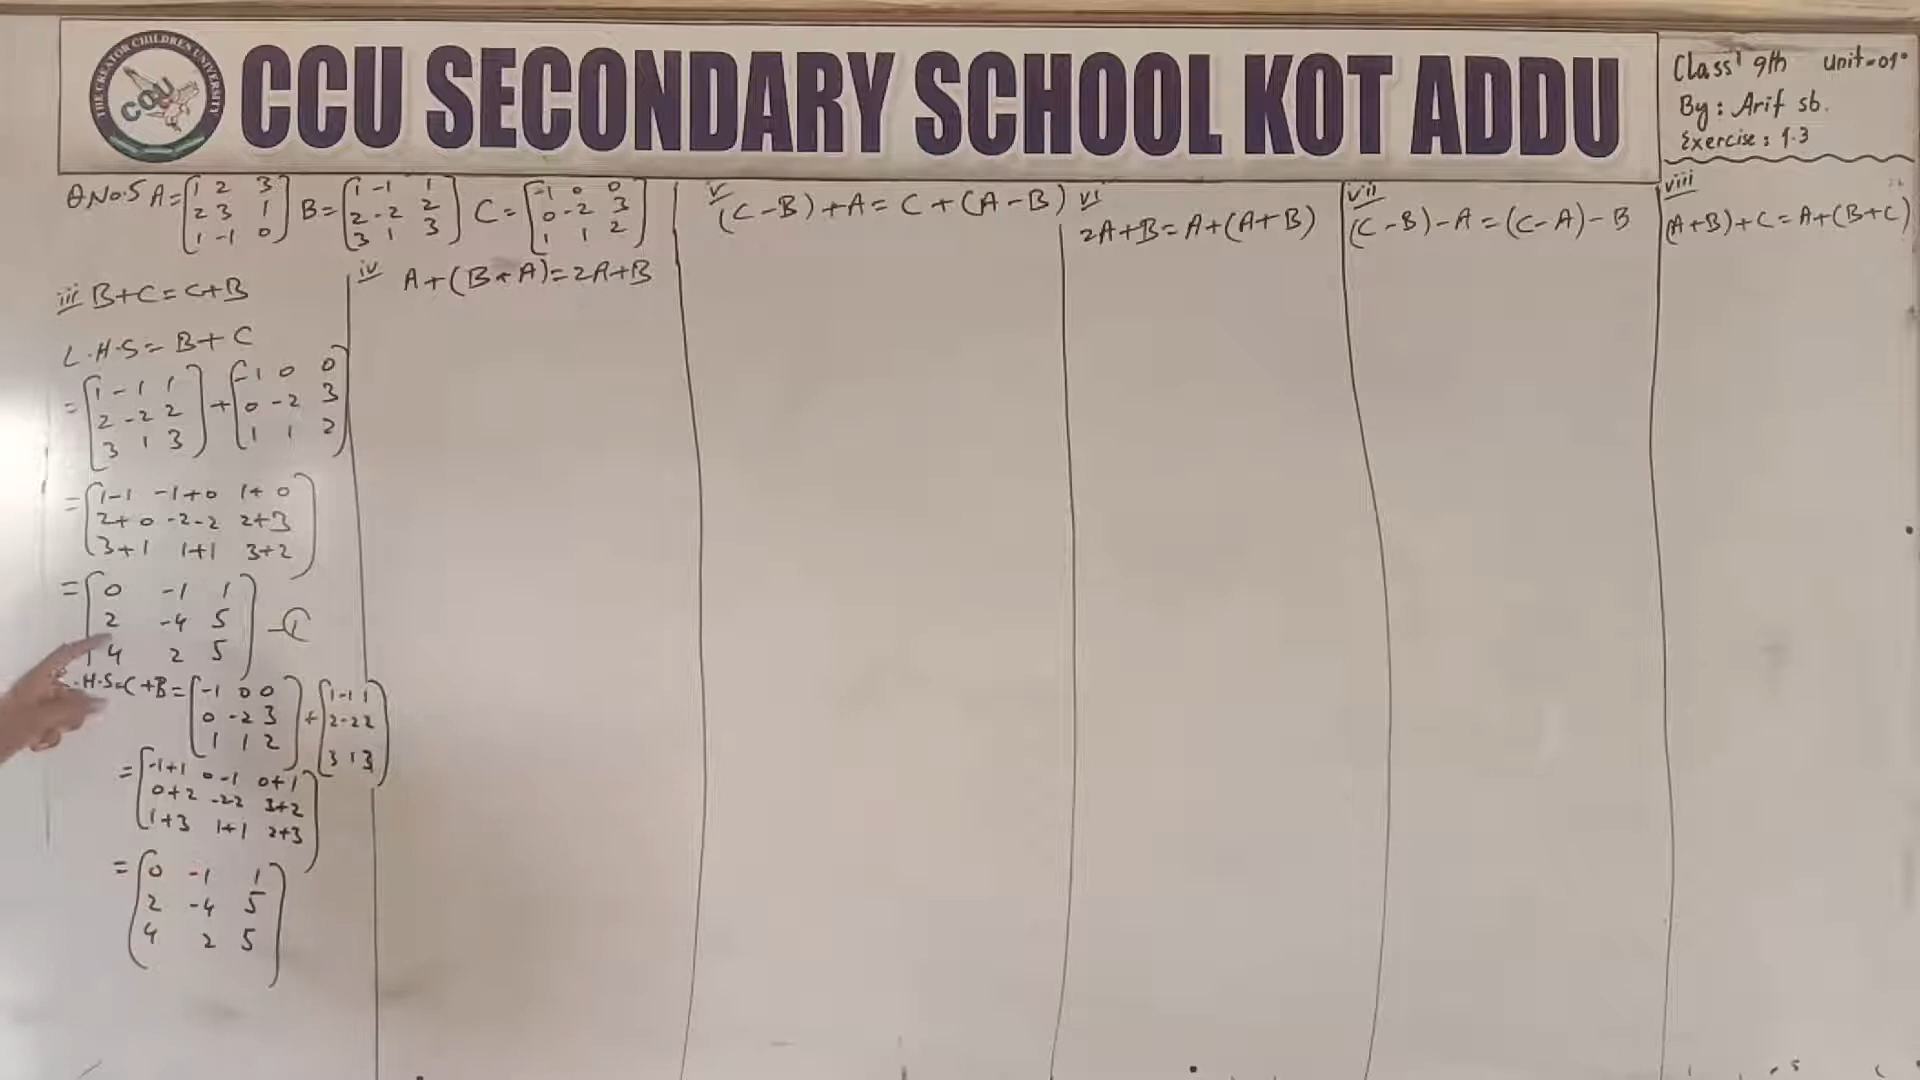 THE CREATOR CHILDREN UNIVERSITY
CCU
CCU SECONDARY SCHOOL KOT ADDU
Class 9th Unit=01
By: Arif sb.
Exercise: 1.3
Q No.5 A=[1 2 3
2 3 1
1 -1 0] B=[1 -1 1
2 -2 2
3 1 3] C=[-1 0 0
0 -2 3
1 1 2]
iii B+C=C+B
L.H.S=B+C
=[1 -1 1
2 -2 2
3 1 3]+[-1 0 0
0 -2 3
1 1 2]
=[1-1 -1+0 1+0
2+0 -2-2 2+3
3+1 1+1 3+2]
=[0 -1 1
2 -4 5
4 2 5]
.H.S=C+B=[-1 0 0
0 -2 3
1 1 2]+[1 -1 1
2 -2 2
3 1 3]
=[-1+1 0-1 0+1
0+2 -22 3+2
1+3 1+1 2+3]
=[0 -1 1
2 -4 5
4 2 5]
iv A+(B+A)=2A+B
v (C-B)+A=C+(A-B)
vi
2A+B=A+(A+B)
vii
(C-B)-A=(C-A)-B
viii
(A+B)+C=A+(B+C)